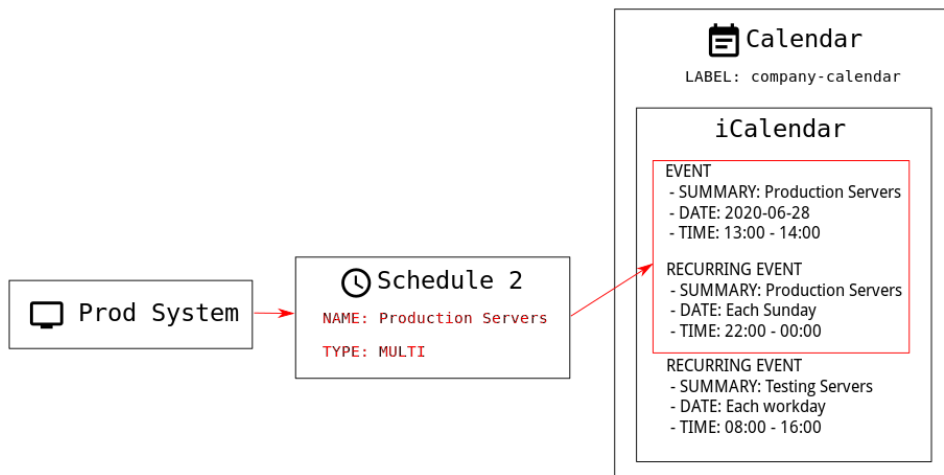 Calendar
LABEL: company-calendar
iCalendar
EVENT
- SUMMARY: Production Servers
- DATE: 2020-06-28
- TIME: 13:00 - 14:00
RECURRING EVENT
- SUMMARY: Production Servers
- DATE: Each Sunday
- TIME: 22:00 - 00:00
RECURRING EVENT
- SUMMARY: Testing Servers
- DATE: Each workday
- TIME: 08:00 - 16:00
Schedule 2
NAME: Production Servers
TYPE: MULTI
Prod System